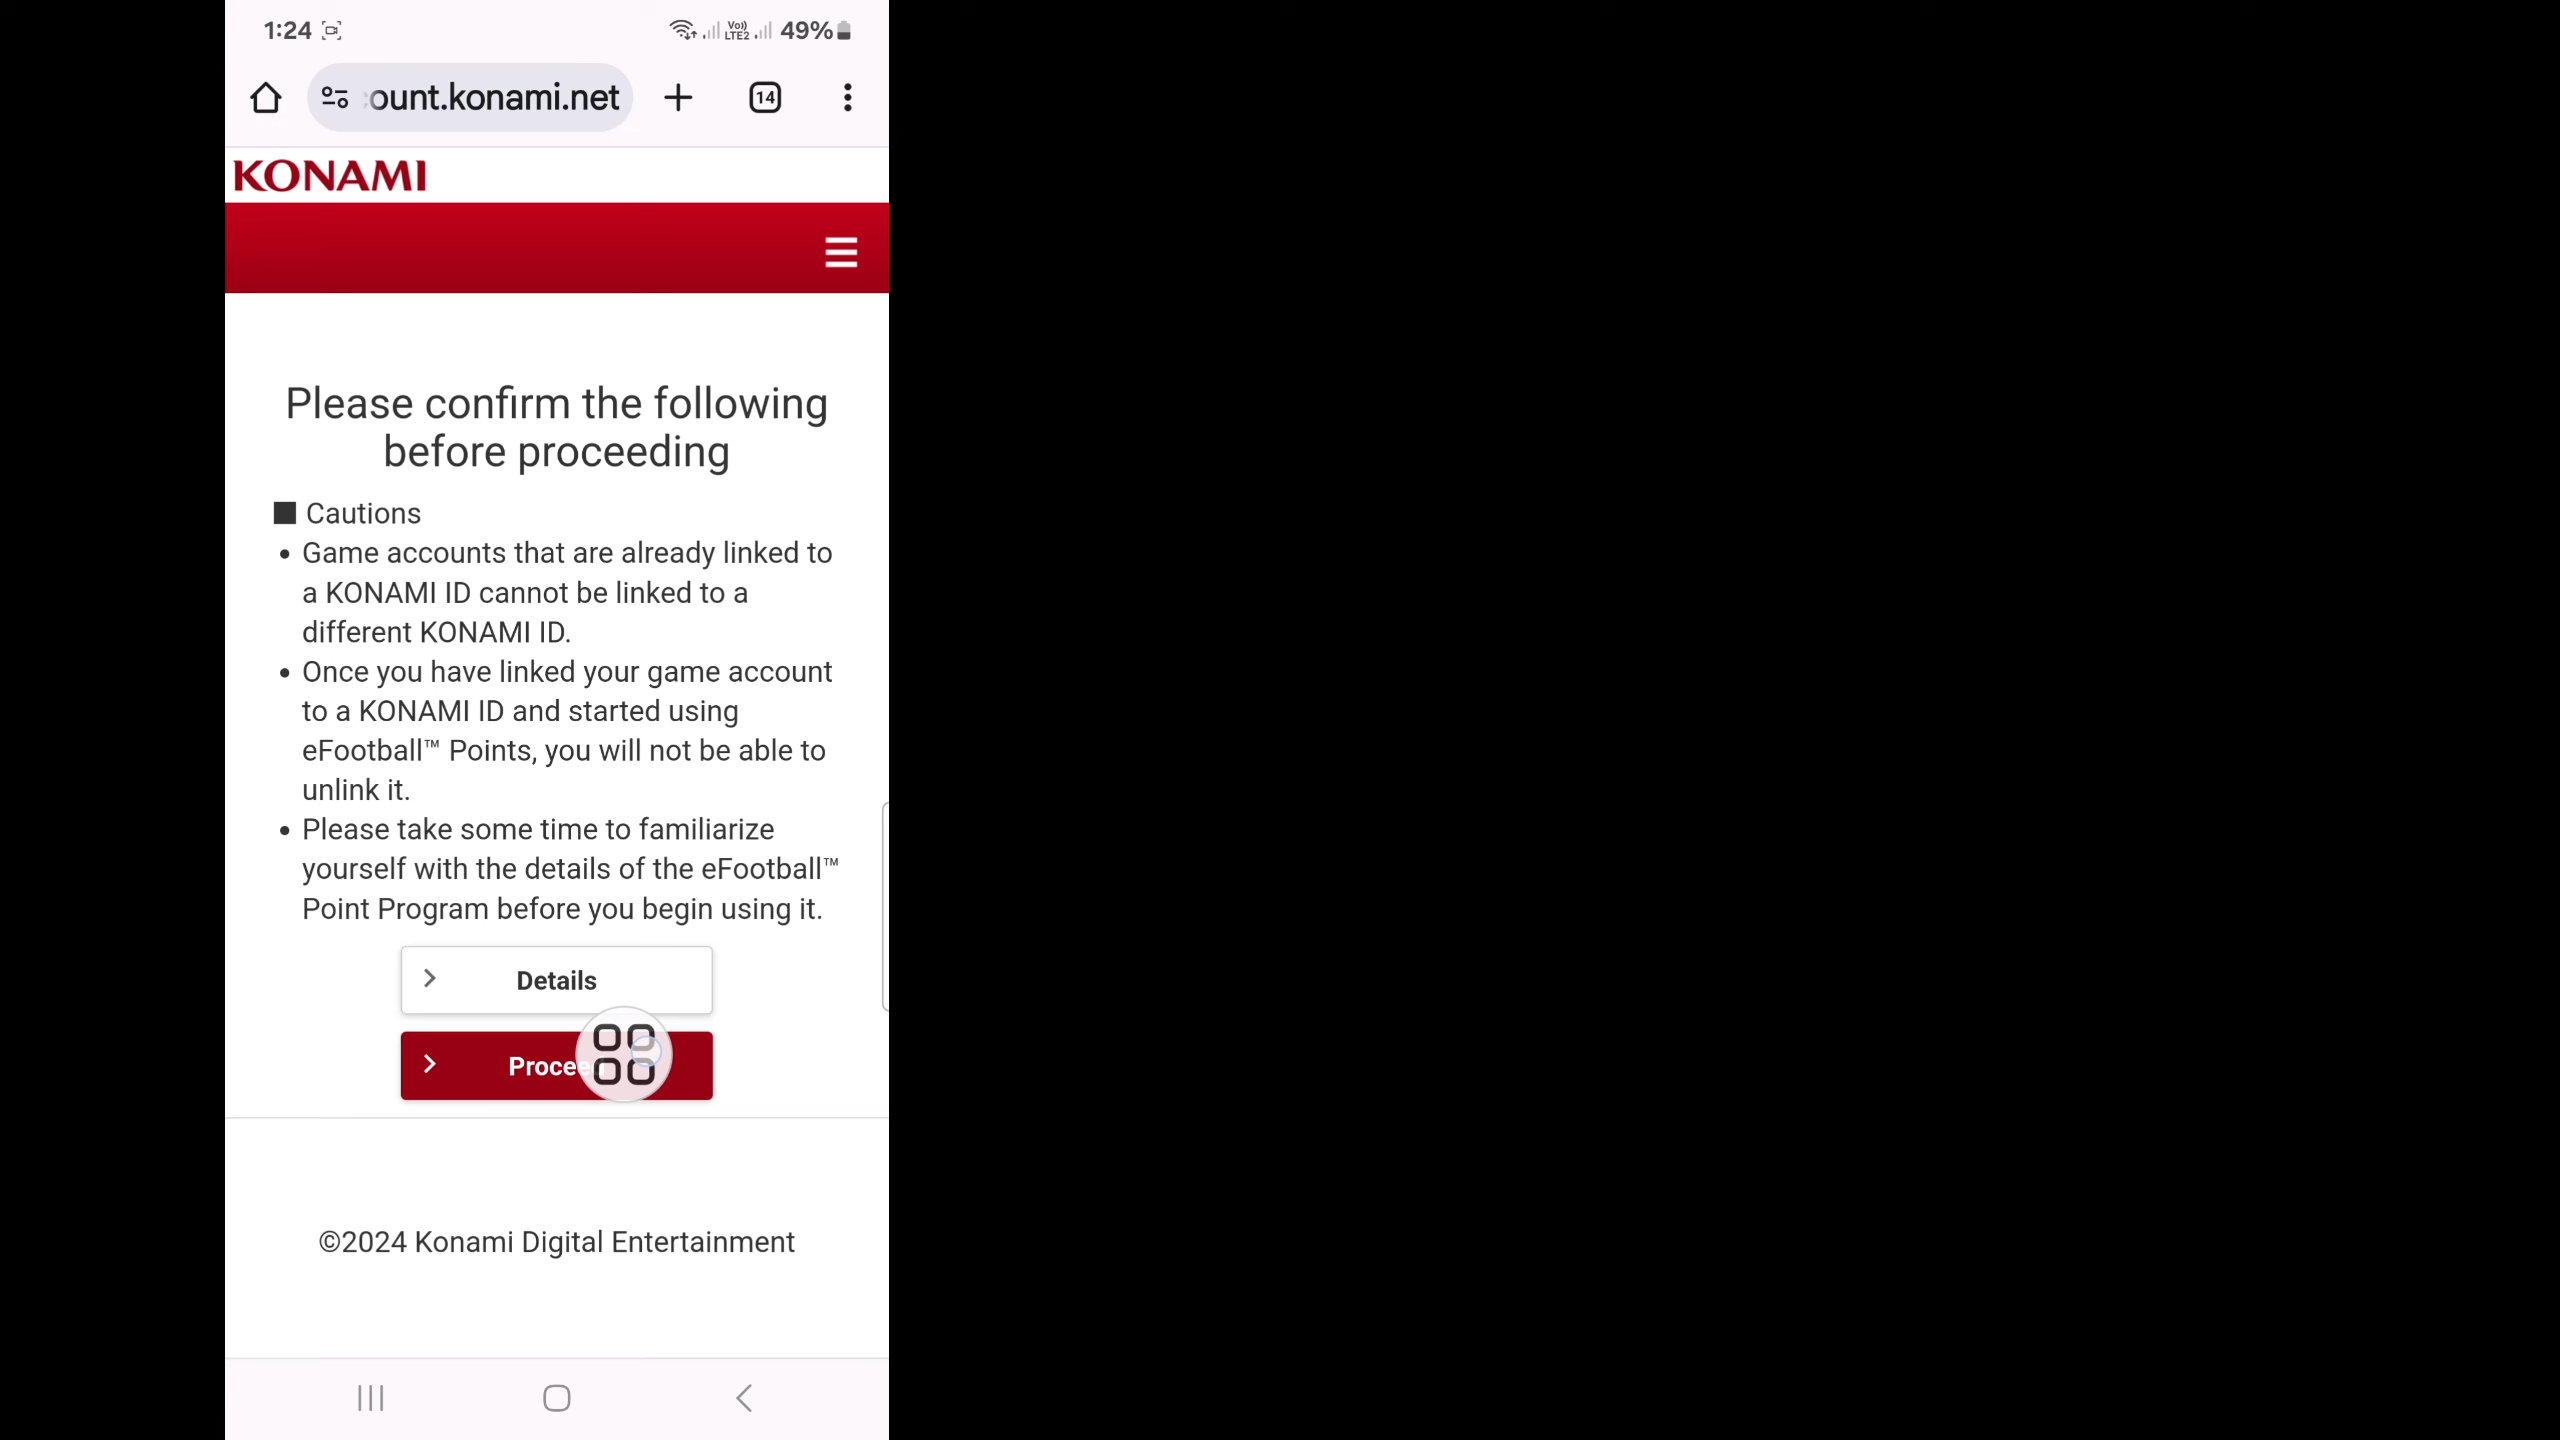 1:24 Vo) LTE2 49%
ount.konami.net 14
KONAMI
Please confirm the following
before proceeding
■ Cautions
• Game accounts that are already linked to
a KONAMI ID cannot be linked to a
different KONAMI ID.
• Once you have linked your game account
to a KONAMI ID and started using
eFootball™ Points, you will not be able to
unlink it.
• Please take some time to familiarize
yourself with the details of the eFootball™
Point Program before you begin using it.
Details
Proceed
©2024 Konami Digital Entertainment